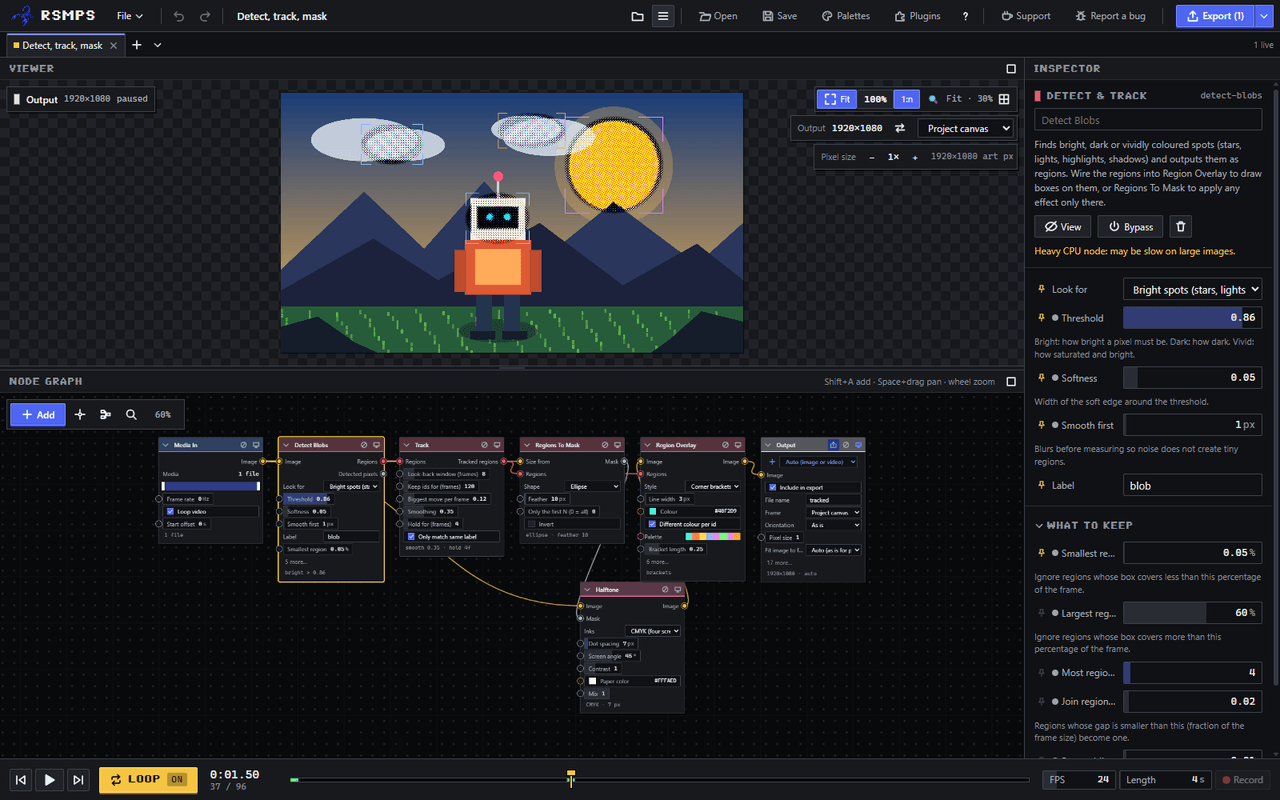 RSMPS
File
Detect, track, mask
Open
Save
Palettes
Plugins
?
Support
Report a bug
Export (1)
Detect, track, mask
1 live
VIEWER
Output 1920×1080 paused
Fit
100%
1:1
Fit · 30%
Output 1920×1080
Project canvas
Pixel size − 1× + 1920×1080 art px
INSPECTOR
DETECT & TRACK
detect-blobs
Detect Blobs
Finds bright, dark or vividly coloured spots (stars,
lights, highlights, shadows) and outputs them as
regions. Wire the regions into Region Overlay to draw
boxes on them, or Regions To Mask to apply any
effect only there.
View
Bypass
Heavy CPU node: may be slow on large images.
Look for
Bright spots (stars, lights
Threshold
0.86
Bright: how bright a pixel must be. Dark: how dark. Vivid:
how saturated and bright.
Softness
0.05
Width of the soft edge around the threshold.
Smooth first
1 px
Blurs before measuring so noise does not create tiny
regions.
Label
blob
WHAT TO KEEP
Smallest re...
0.05 %
Ignore regions whose box covers less than this percentage
of the frame.
Largest reg...
60 %
Ignore regions whose box covers more than this
percentage of the frame.
Most regio...
4
Join region...
0.02
Regions whose gap is smaller than this (fraction of the
frame size) become one.
NODE GRAPH
Shift+A add · Space+drag pan · wheel zoom
Add
60%
Media In
Image
Media 1 file
Frame rate 0 Hz
Loop video
Start offset 0 s
1 file
Detect Blobs
Image
Regions
Detected pixels
Look for
Bright spots (sta
Threshold 0.86
Softness 0.05
Smooth first 1 px
Label blob
Smallest region 0.05 %
5 more...
bright > 0.86
Track
Regions
Tracked regions
Look-back window (frames) 8
Keep ids for (frames) 120
Biggest move per frame 0.12
Smoothing 0.35
Hold for (frames) 4
Only match same label
smooth 0.35 · hold 4f
Regions To Mask
Size from
Mask
Regions
Shape Ellipse
Feather 18 px
Only the first N (0 = all) 0
Invert
ellipse · feather 18
Region Overlay
Image
Image
Regions
Style Corner brackets
Line width 3 px
Colour #40F2D9
Different colour per id
Palette
Bracket length 0.25
6 more...
brackets
Output
Auto (image or video)
Image
Include in export
File name tracked
Frame Project canvas
Orientation As is
Pixel size 1
Fit image to f... Auto (as is for p
17 more...
1920×1080 · auto
Halftone
Image
Image
Mask
Inks CMYK (four scre
Dot spacing 7 px
Screen angle 45 °
Contrast 1
Paper color #FFFAED
Mix 1
CMYK · 7 px
LOOP ON
0:01.50
37 / 96
FPS 24
Length 4 s
Record